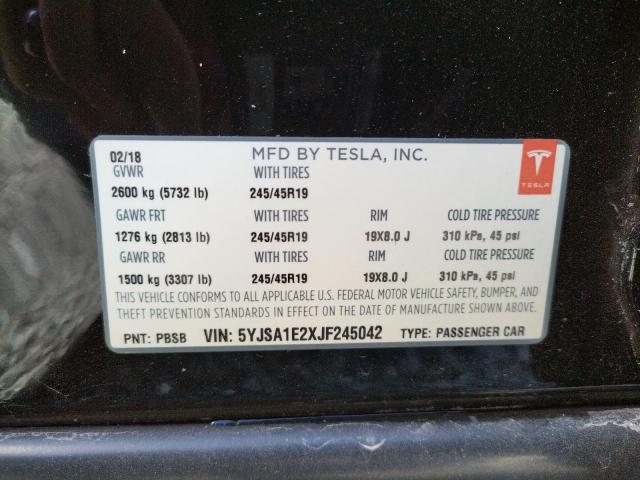 02/18 MFD BY TESLA, INC.
GVWR WITH TIRES
2600 kg (5732 lb) 245/45R19
GAWR FRT WITH TIRES RIM COLD TIRE PRESSURE
1276 kg (2813 lb) 245/45R19 19X8.0 J 310 kPa, 45 psi
GAWR RR WITH TIRES RIM COLD TIRE PRESSURE
1500 kg (3307 lb) 245/45R19 19X8.0 J 310 kPa, 45 psi
THIS VEHICLE CONFORMS TO ALL APPLICABLE U.S. FEDERAL MOTOR VEHICLE SAFETY, BUMPER, AND
THEFT PREVENTION STANDARDS IN EFFECT ON THE DATE OF MANUFACTURE SHOWN ABOVE.
PNT: PBSB VIN: 5YJSA1E2XJF245042 TYPE: PASSENGER CAR
TESLA